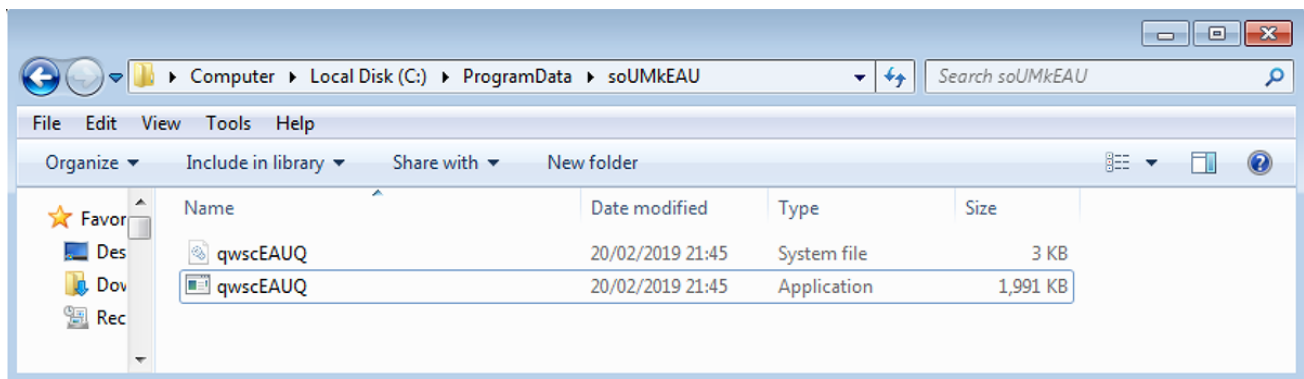 Computer Local Disk (C:) ProgramData soUMkEAU Search soUMkEAU
File Edit View Tools Help
Organize Include in library Share with New folder
Name Date modified Type Size
Favor
Des
Dov
Rec
qwscEAUQ 20/02/2019 21:45 System file 3 KB
qwscEAUQ 20/02/2019 21:45 Application 1,991 KB